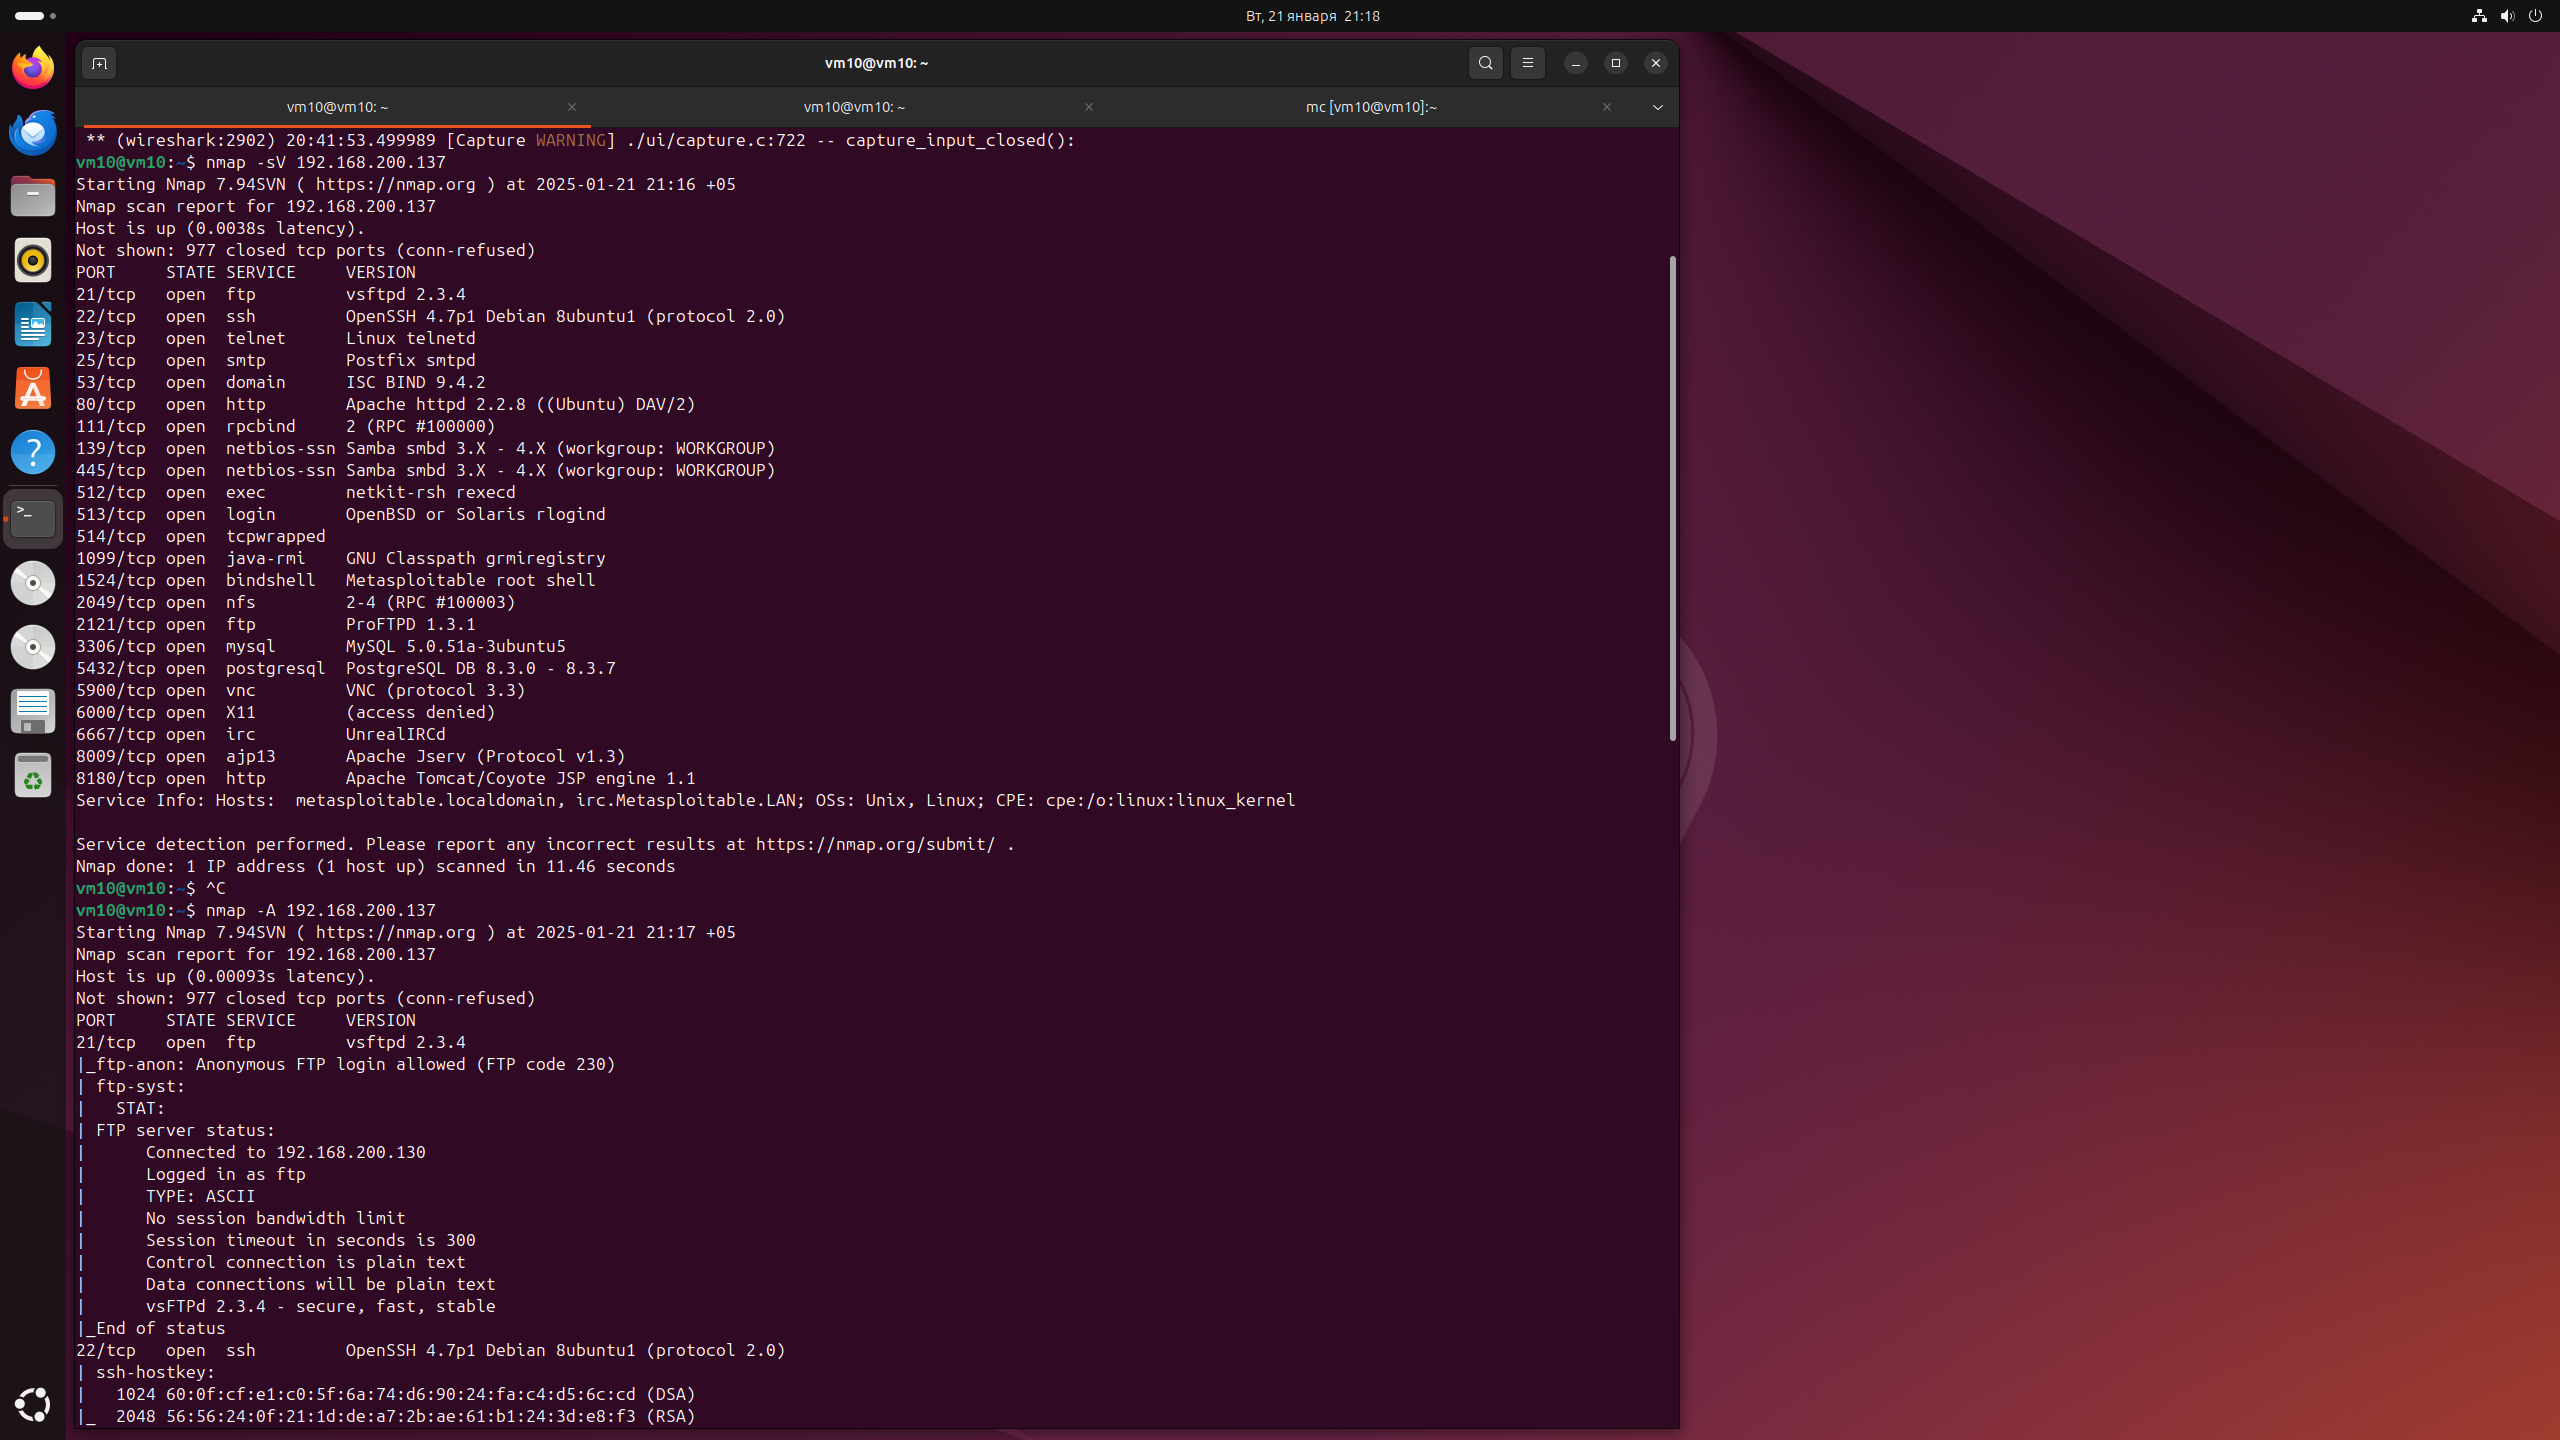 Вт, 21 января 21:18
vm10@vm10: ~
vm10@vm10: ~
vm10@vm10: ~
mc [vm10@vm10]:~
** (wireshark:2902) 20:41:53.499989 [Capture WARNING] ./ui/capture.c:722 -- capture_input_closed():
vm10@vm10:~$ nmap -sV 192.168.200.137
Starting Nmap 7.94SVN ( https://nmap.org ) at 2025-01-21 21:16 +05
Nmap scan report for 192.168.200.137
Host is up (0.0038s latency).
Not shown: 977 closed tcp ports (conn-refused)
PORT     STATE SERVICE     VERSION
21/tcp   open  ftp         vsftpd 2.3.4
22/tcp   open  ssh         OpenSSH 4.7p1 Debian 8ubuntu1 (protocol 2.0)
23/tcp   open  telnet      Linux telnetd
25/tcp   open  smtp        Postfix smtpd
53/tcp   open  domain      ISC BIND 9.4.2
80/tcp   open  http        Apache httpd 2.2.8 ((Ubuntu) DAV/2)
111/tcp  open  rpcbind     2 (RPC #100000)
139/tcp  open  netbios-ssn Samba smbd 3.X - 4.X (workgroup: WORKGROUP)
445/tcp  open  netbios-ssn Samba smbd 3.X - 4.X (workgroup: WORKGROUP)
512/tcp  open  exec        netkit-rsh rexecd
513/tcp  open  login       OpenBSD or Solaris rlogind
514/tcp  open  tcpwrapped
1099/tcp open  java-rmi    GNU Classpath grmiregistry
1524/tcp open  bindshell   Metasploitable root shell
2049/tcp open  nfs         2-4 (RPC #100003)
2121/tcp open  ftp         ProFTPD 1.3.1
3306/tcp open  mysql       MySQL 5.0.51a-3ubuntu5
5432/tcp open  postgresql  PostgreSQL DB 8.3.0 - 8.3.7
5900/tcp open  vnc         VNC (protocol 3.3)
6000/tcp open  X11         (access denied)
6667/tcp open  irc         UnrealIRCd
8009/tcp open  ajp13       Apache Jserv (Protocol v1.3)
8180/tcp open  http        Apache Tomcat/Coyote JSP engine 1.1
Service Info: Hosts:  metasploitable.localdomain, irc.Metasploitable.LAN; OSs: Unix, Linux; CPE: cpe:/o:linux:linux_kernel
Service detection performed. Please report any incorrect results at https://nmap.org/submit/ .
Nmap done: 1 IP address (1 host up) scanned in 11.46 seconds
vm10@vm10:~$ ^C
vm10@vm10:~$ nmap -A 192.168.200.137
Starting Nmap 7.94SVN ( https://nmap.org ) at 2025-01-21 21:17 +05
Nmap scan report for 192.168.200.137
Host is up (0.00093s latency).
Not shown: 977 closed tcp ports (conn-refused)
PORT     STATE SERVICE     VERSION
21/tcp   open  ftp         vsftpd 2.3.4
|_ftp-anon: Anonymous FTP login allowed (FTP code 230)
| ftp-syst:
|   STAT:
| FTP server status:
|      Connected to 192.168.200.130
|      Logged in as ftp
|      TYPE: ASCII
|      No session bandwidth limit
|      Session timeout in seconds is 300
|      Control connection is plain text
|      Data connections will be plain text
|      vsFTPd 2.3.4 - secure, fast, stable
|_End of status
22/tcp   open  ssh         OpenSSH 4.7p1 Debian 8ubuntu1 (protocol 2.0)
| ssh-hostkey:
|   1024 60:0f:cf:e1:c0:5f:6a:74:d6:90:24:fa:c4:d5:6c:cd (DSA)
|_  2048 56:56:24:0f:21:1d:de:a7:2b:ae:61:b1:24:3d:e8:f3 (RSA)